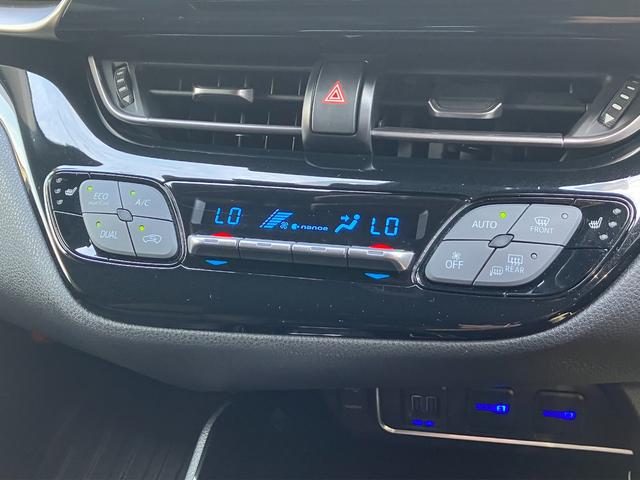 ECO
A/C
DUAL
LO
nanoe
LO
AUTO
FRONT
OFF
REAR